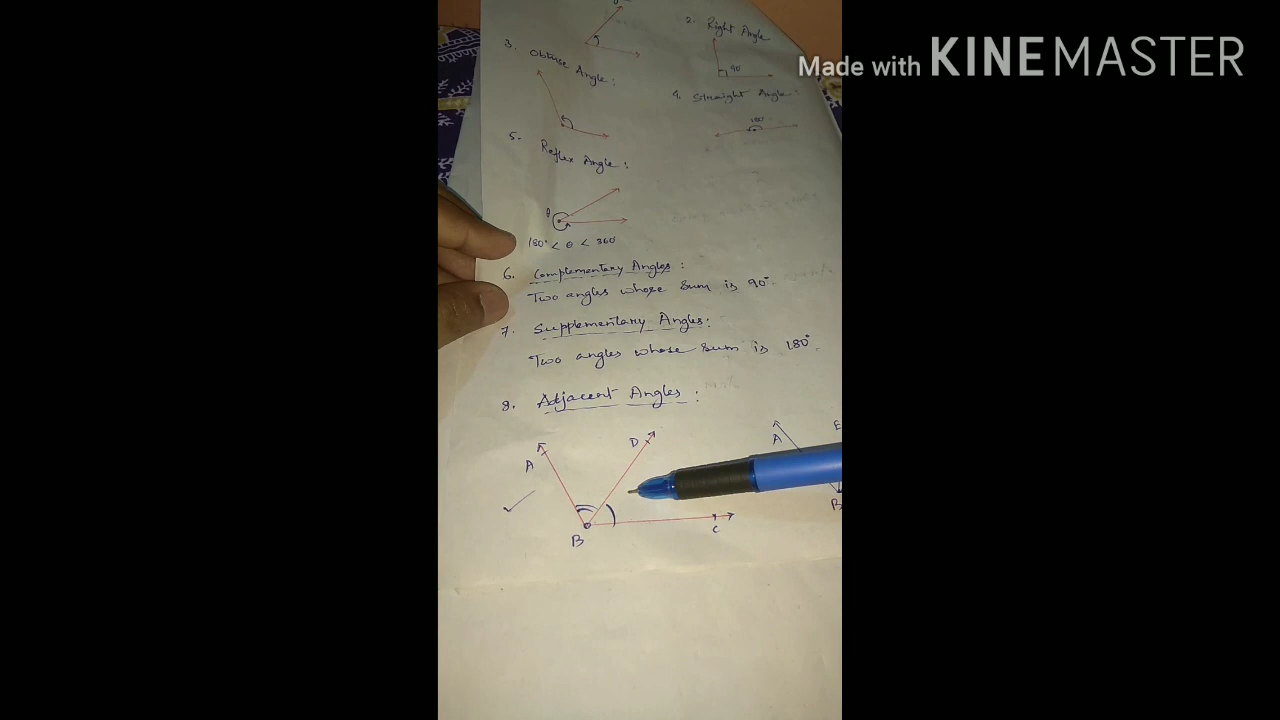 Made with KINEMASTER
2. Right Angle
90°
3. Obtuse Angle:
4. Straight Angle:
180°
5. Reflex Angle:
θ
180° < θ < 360°
6. Complementary Angles:
Two angles whose sum is 90°
7. Supplementary Angles:
Two angles whose sum is 180°
8. Adjacent Angles:
A
D
B
C
A
E
B